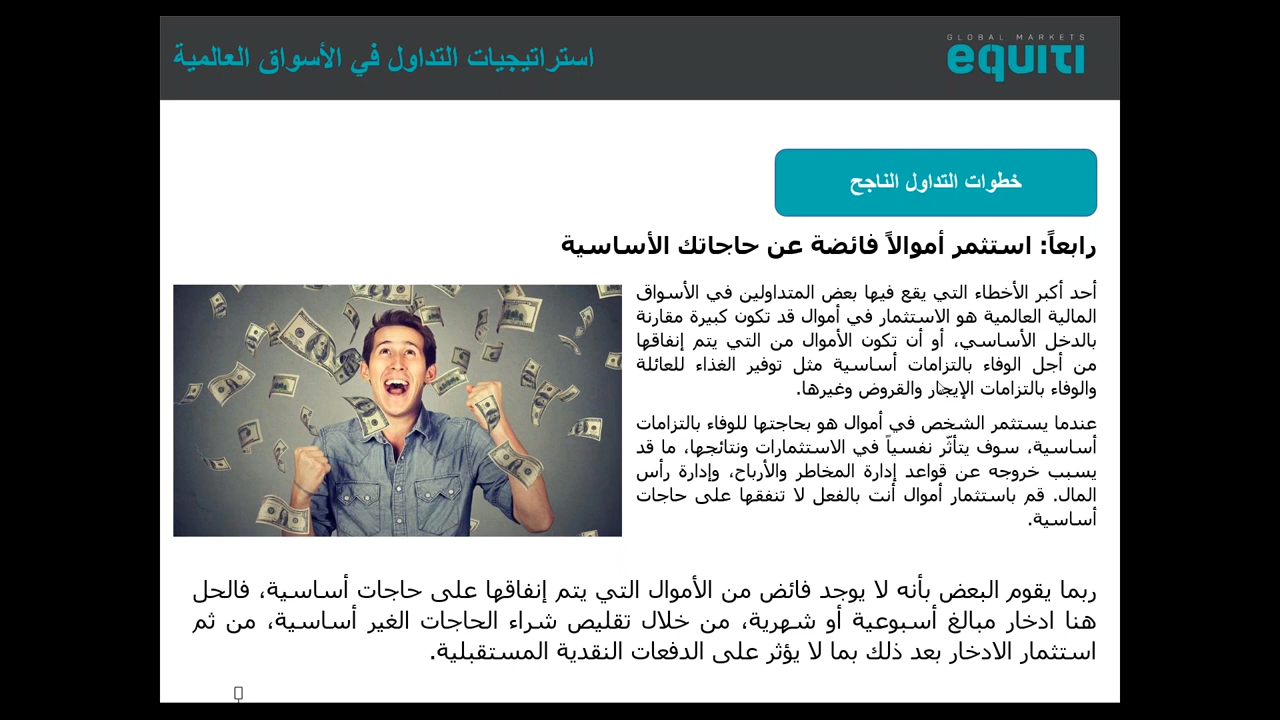 استراتيجيات التداول في الأسواق العالمية
GLOBAL MARKETS
equiti
خطوات التداول الناجح
رابعاً: استثمر أموالاً فائضة عن حاجاتك الأساسية
أحد أكبر الأخطاء التي يقع فيها بعض المتداولين في الأسواق
المالية العالمية هو الاستثمار في أموال قد تكون كبيرة مقارنة
بالدخل الأساسي، أو أن تكون الأموال من التي يتم إنفاقها
من أجل الوفاء بالتزامات أساسية مثل توفير الغذاء للعائلة
والوفاء بالتزامات الإيجار والقروض وغيرها.
عندما يستثمر الشخص في أموال هو بحاجتها للوفاء بالتزامات
أساسية، سوف يتأثّر نفسياً في الاستثمارات ونتائجها، ما قد
يسبب خروجه عن قواعد إدارة المخاطر والأرباح، وإدارة رأس
المال. قم باستثمار أموال أنت بالفعل لا تنفقها على حاجات
أساسية.
ربما يقوم البعض بأنه لا يوجد فائض من الأموال التي يتم إنفاقها على حاجات أساسية، فالحل
هنا ادخار مبالغ أسبوعية أو شهرية، من خلال تقليص شراء الحاجات الغير أساسية، من ثم
استثمار الادخار بعد ذلك بما لا يؤثر على الدفعات النقدية المستقبلية.